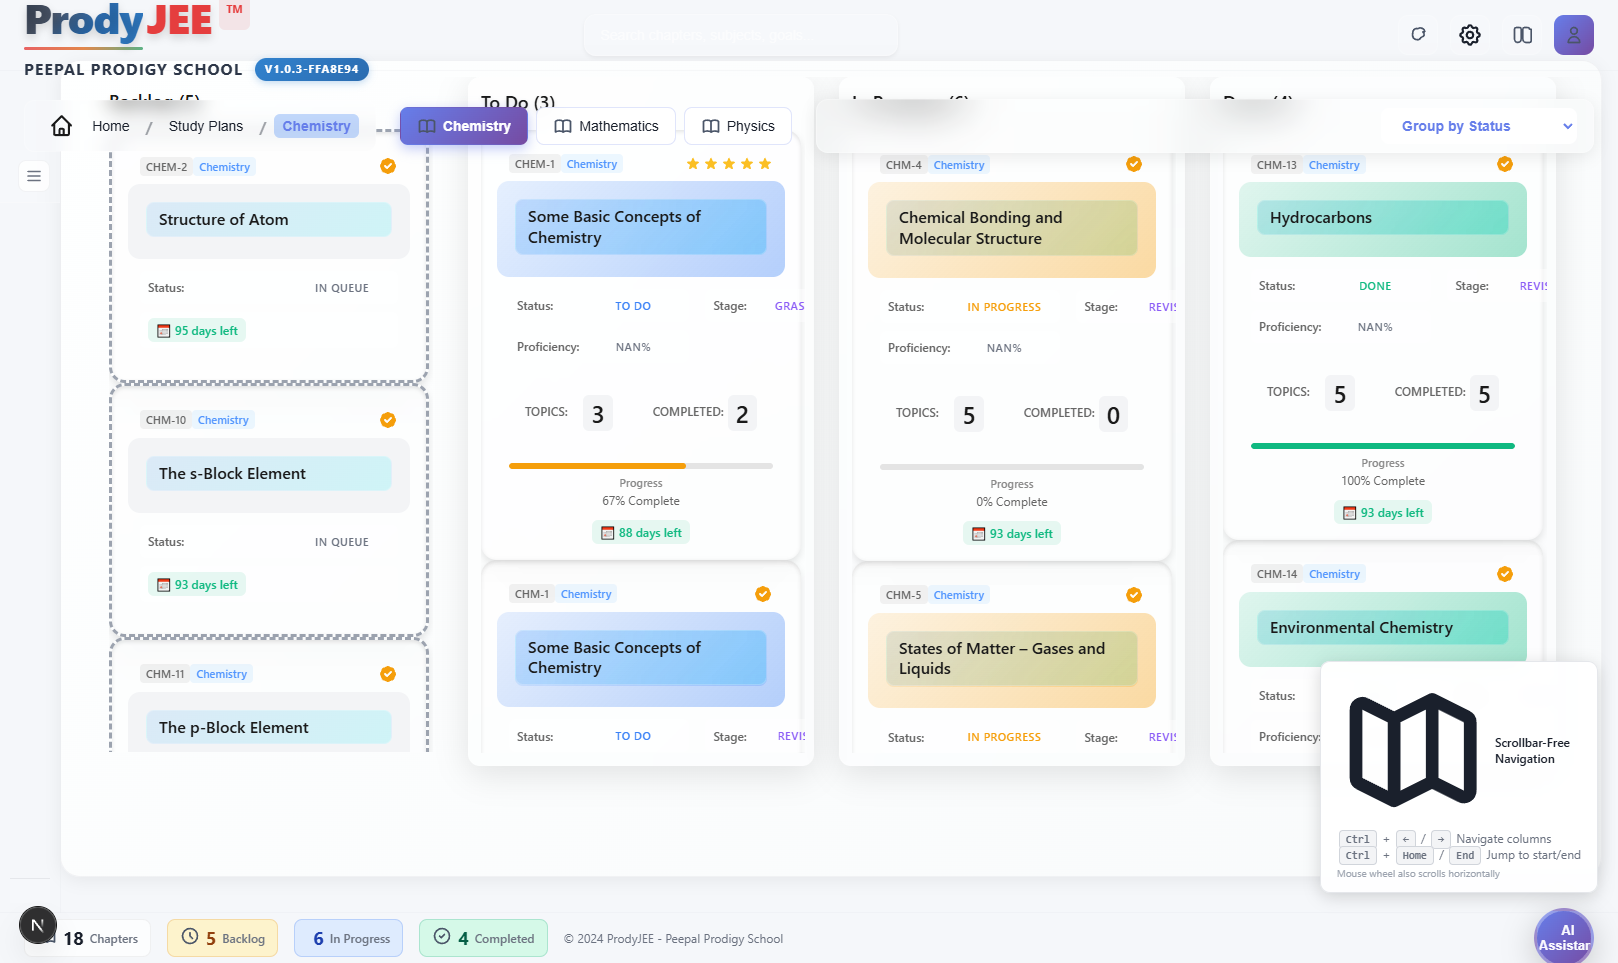 ProdyJEE TM
PEEPAL PRODIGY SCHOOL V1.0.3-FFA8E94
Home / Study Plans / Chemistry
Chemistry
Mathematics
Physics
Group by Status
CHEM-2 Chemistry
Structure of Atom
Status: IN QUEUE
95 days left
CHM-10 Chemistry
The s-Block Element
Status: IN QUEUE
93 days left
CHM-11 Chemistry
The p-Block Element
To Do (3)
CHEM-1 Chemistry
Some Basic Concepts of
Chemistry
Status: TO DO Stage: GRAS
Proficiency: NAN%
TOPICS: 3 COMPLETED: 2
Progress
67% Complete
88 days left
CHM-1 Chemistry
Some Basic Concepts of
Chemistry
Status: TO DO Stage: REVIS
CHM-4 Chemistry
Chemical Bonding and
Molecular Structure
Status: IN PROGRESS Stage: REVIS
Proficiency: NAN%
TOPICS: 5 COMPLETED: 0
Progress
0% Complete
93 days left
CHM-5 Chemistry
States of Matter – Gases and
Liquids
Status: IN PROGRESS Stage: REVIS
CHM-13 Chemistry
Hydrocarbons
Status: DONE Stage: REVIS
Proficiency: NAN%
TOPICS: 5 COMPLETED: 5
Progress
100% Complete
93 days left
CHM-14 Chemistry
Environmental Chemistry
Status:
Proficiency:
Scrollbar-Free
Navigation
Ctrl + ← / → Navigate columns
Ctrl + Home / End Jump to start/end
Mouse wheel also scrolls horizontally
N
18 Chapters
5 Backlog
6 In Progress
4 Completed
© 2024 ProdyJEE - Peepal Prodigy School
AI
Assistar